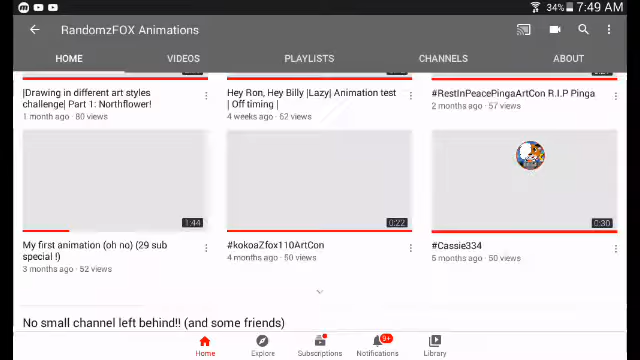 34% 7:49 AM
RandomzFOX Animations
HOME VIDEOS PLAYLISTS CHANNELS ABOUT
|Drawing in different art styles
challenge| Part 1: Northflower!
1 month ago · 80 views
Hey Ron, Hey Billy |Lazy| Animation test
| Off timing |
4 weeks ago · 62 views
#RestInPeacePingaArtCon R.I.P Pinga
2 months ago · 57 views
1:44
0:22
0:30
My first animation (oh no) (29 sub
special !)
3 months ago · 52 views
#kokoaZfox110ArtCon
4 months ago · 50 views
#Cassie334
5 months ago · 50 views
No small channel left behind!! (and some friends)
9+
Home Explore Subscriptions Notifications Library